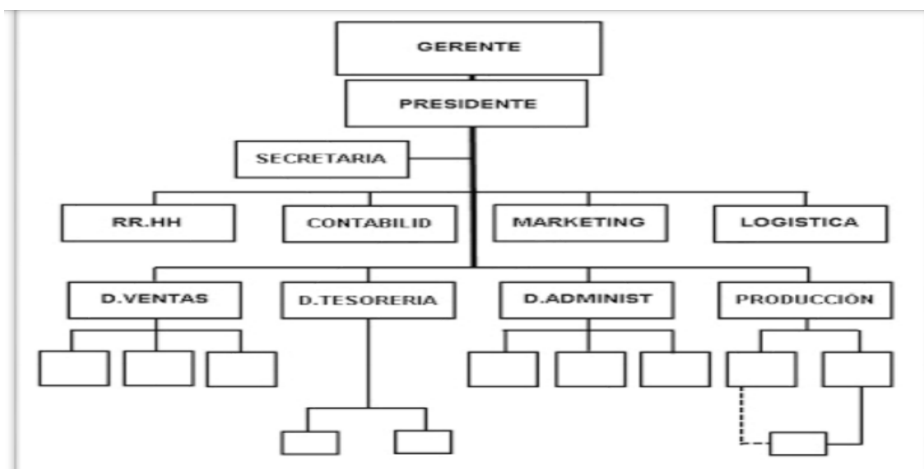 GERENTE
PRESIDENTE
SECRETARIA
RR.HH
CONTABILID
MARKETING
LOGISTICA
D.VENTAS
D.TESORERIA
D.ADMINIST
PRODUCCIÓN